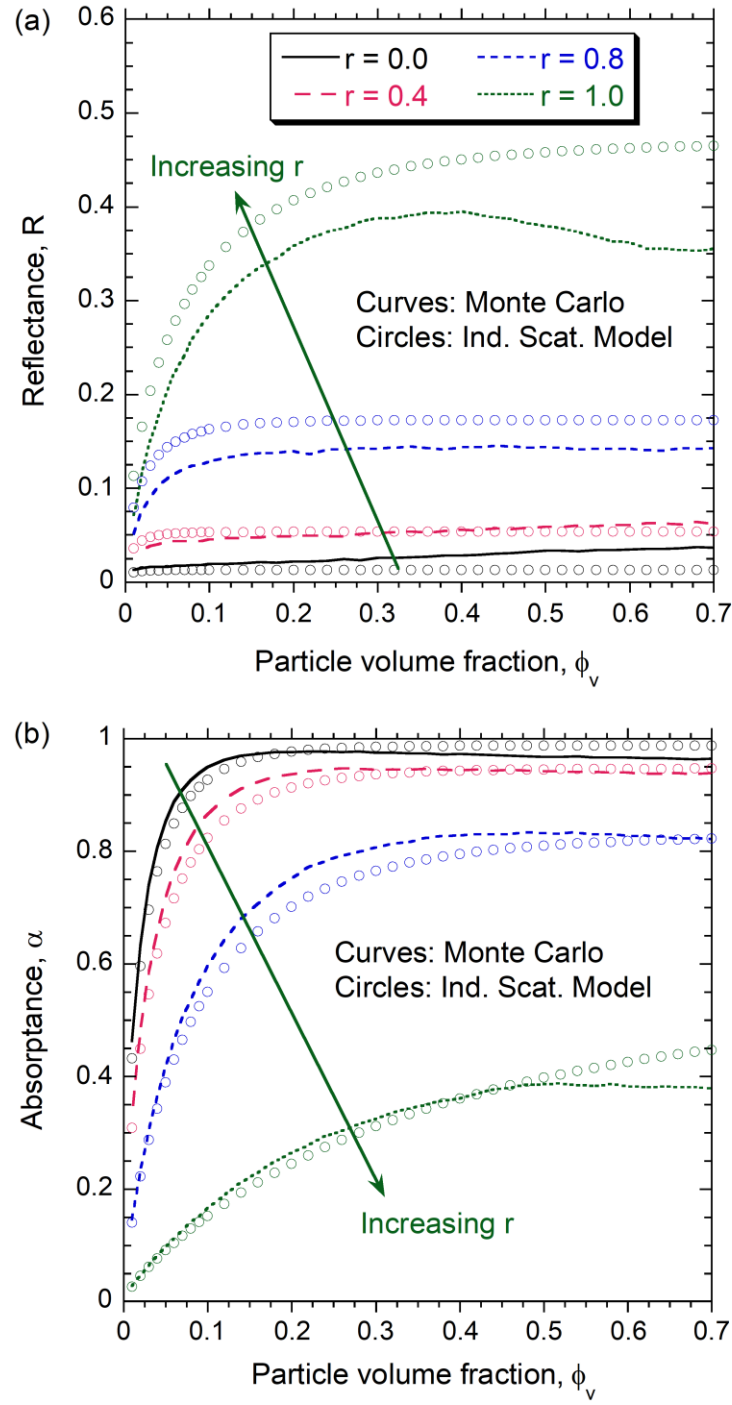 (a)
0.6
0.5
0.4
0.3
0.2
0.1
0
Reflectance, R
r = 0.0
r = 0.8
r = 0.4
r = 1.0
Increasing r
Curves: Monte Carlo
Circles: Ind. Scat. Model
0 0.1 0.2 0.3 0.4 0.5 0.6 0.7
Particle volume fraction, ϕv
(b)
1
0.8
0.6
0.4
0.2
0
Absorptance, α
Curves: Monte Carlo
Circles: Ind. Scat. Model
Increasing r
0 0.1 0.2 0.3 0.4 0.5 0.6 0.7
Particle volume fraction, ϕv